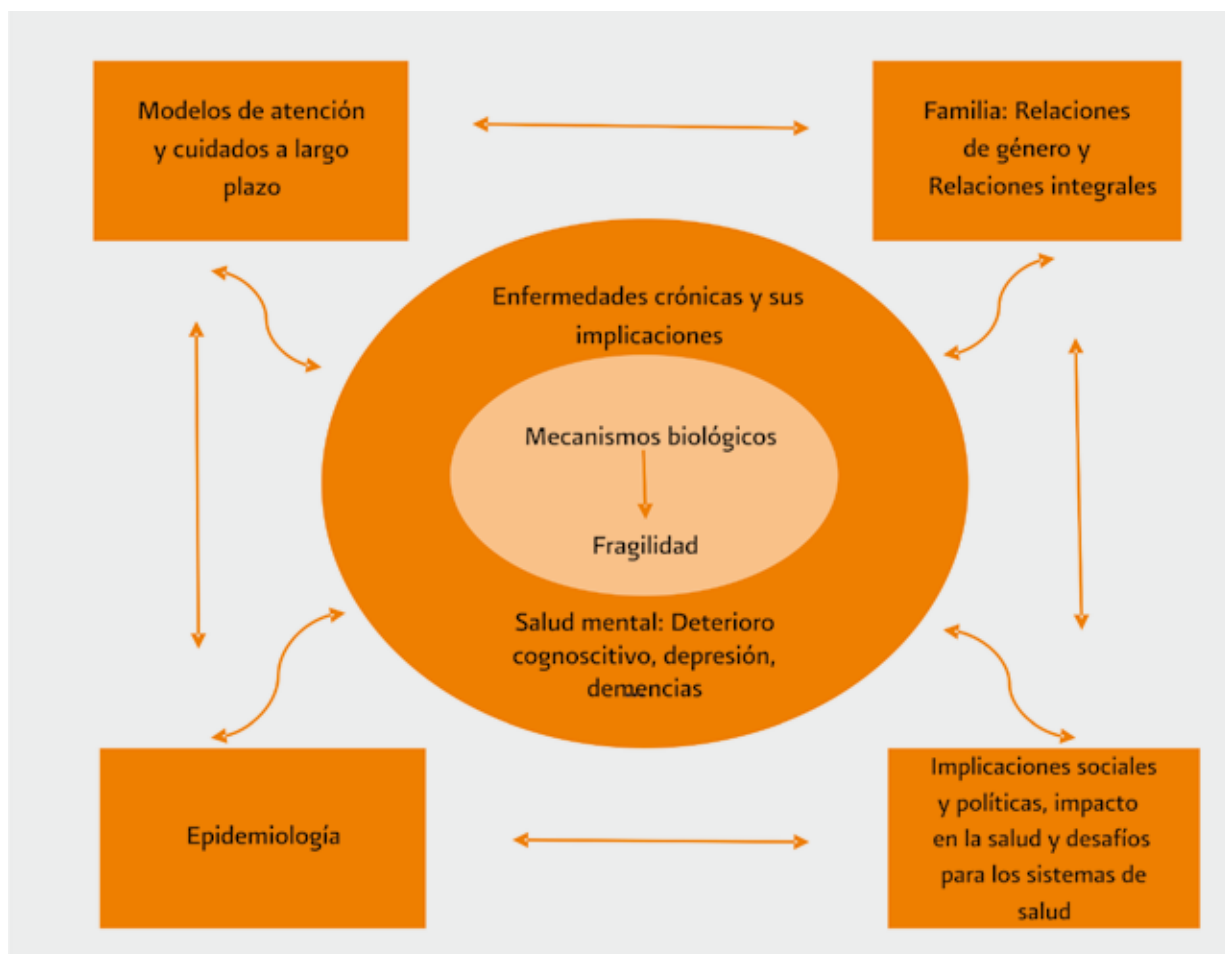 Modelos de atención
y cuidados a largo
plazo
Familia: Relaciones
de género y
Relaciones integrales
Enfermedades crónicas y sus
implicaciones
Mecanismos biológicos
Fragilidad
Salud mental: Deterioro
cognoscitivo, depresión,
demencias
Epidemiología
Implicaciones sociales
y políticas, impacto
en la salud y desafíos
para los sistemas de
salud